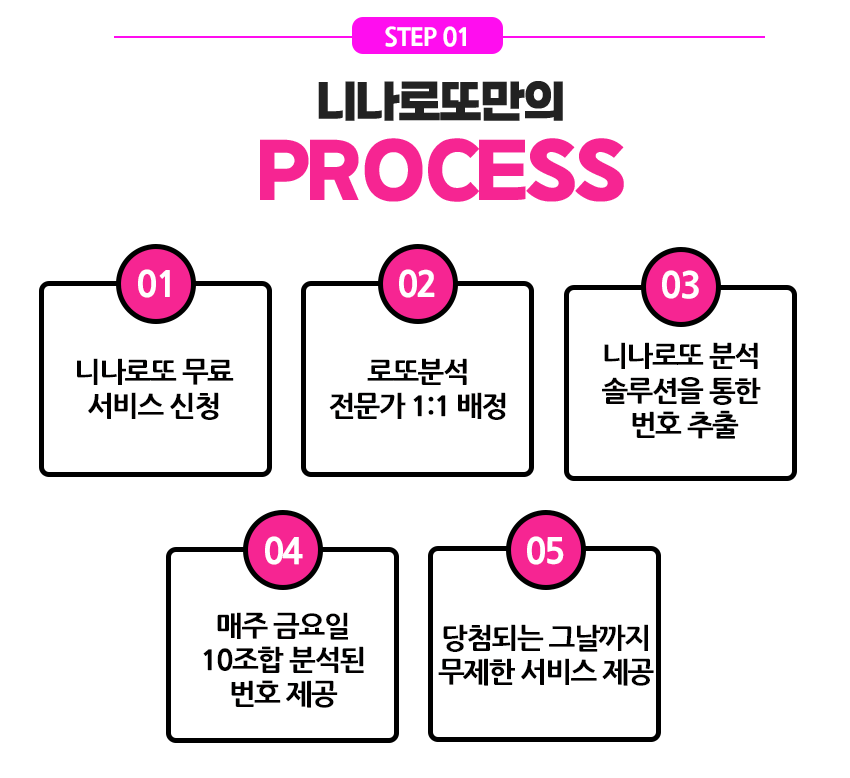 STEP 01
니나로또만의
PROCESS
01
니나로또 무료
서비스 신청
02
로또분석
전문가 1:1 배정
03
니나로또 분석
솔루션을 통한
번호 추출
04
매주 금요일
10조합 분석된
번호 제공
05
당첨되는 그날까지
무제한 서비스 제공